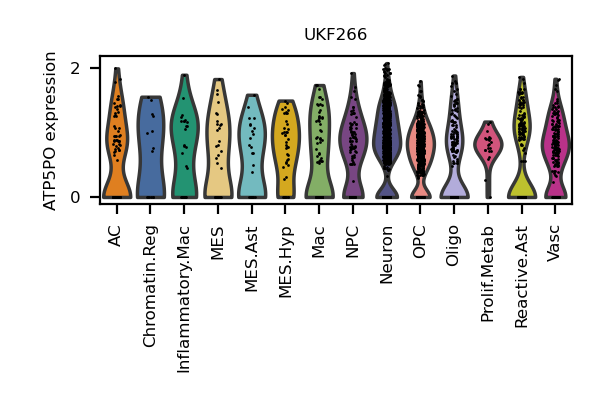 UKF266
ATP5PO expression
2
0
AC
Chromatin.Reg
Inflammatory.Mac
MES
MES.Ast
MES.Hyp
Mac
NPC
Neuron
OPC
Oligo
Prolif.Metab
Reactive.Ast
Vasc